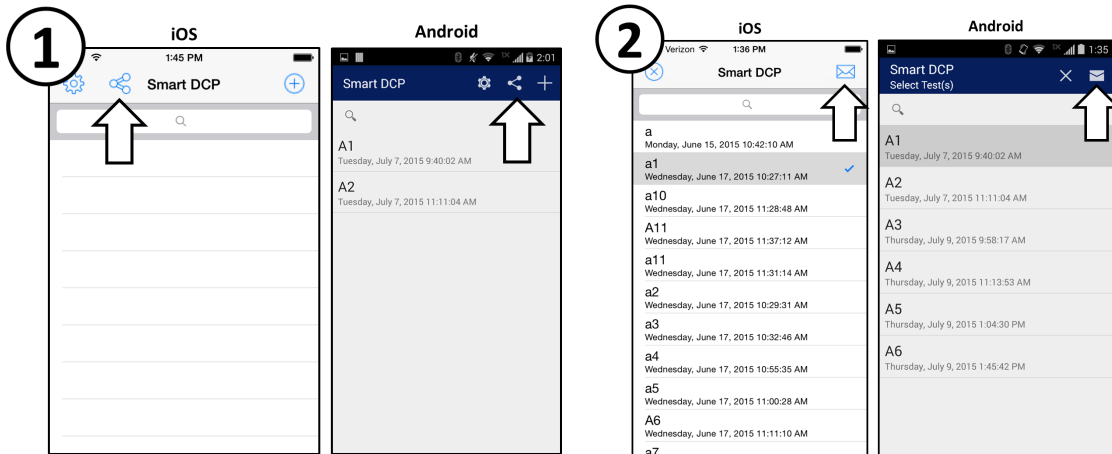 1
iOS
1:45 PM
Smart DCP
Android
2:01
Smart DCP
A1
Tuesday, July 7, 2015 9:40:02 AM
A2
Tuesday, July 7, 2015 11:11:04 AM
2
iOS
Verizon 1:36 PM
Smart DCP
a
Monday, June 15, 2015 10:42:10 AM
a1
Wednesday, June 17, 2015 10:27:11 AM
a10
Wednesday, June 17, 2015 11:28:48 AM
A11
Wednesday, June 17, 2015 11:37:12 AM
a11
Wednesday, June 17, 2015 11:31:14 AM
a2
Wednesday, June 17, 2015 10:29:31 AM
a3
Wednesday, June 17, 2015 10:32:46 AM
a4
Wednesday, June 17, 2015 10:55:35 AM
a5
Wednesday, June 17, 2015 11:00:28 AM
A6
Wednesday, June 17, 2015 11:11:10 AM
a7
Android
1:35
Smart DCP
Select Test(s)
A1
Tuesday, July 7, 2015 9:40:02 AM
A2
Tuesday, July 7, 2015 11:11:04 AM
A3
Thursday, July 9, 2015 9:58:17 AM
A4
Thursday, July 9, 2015 11:13:53 AM
A5
Thursday, July 9, 2015 1:04:30 PM
A6
Thursday, July 9, 2015 1:45:42 PM